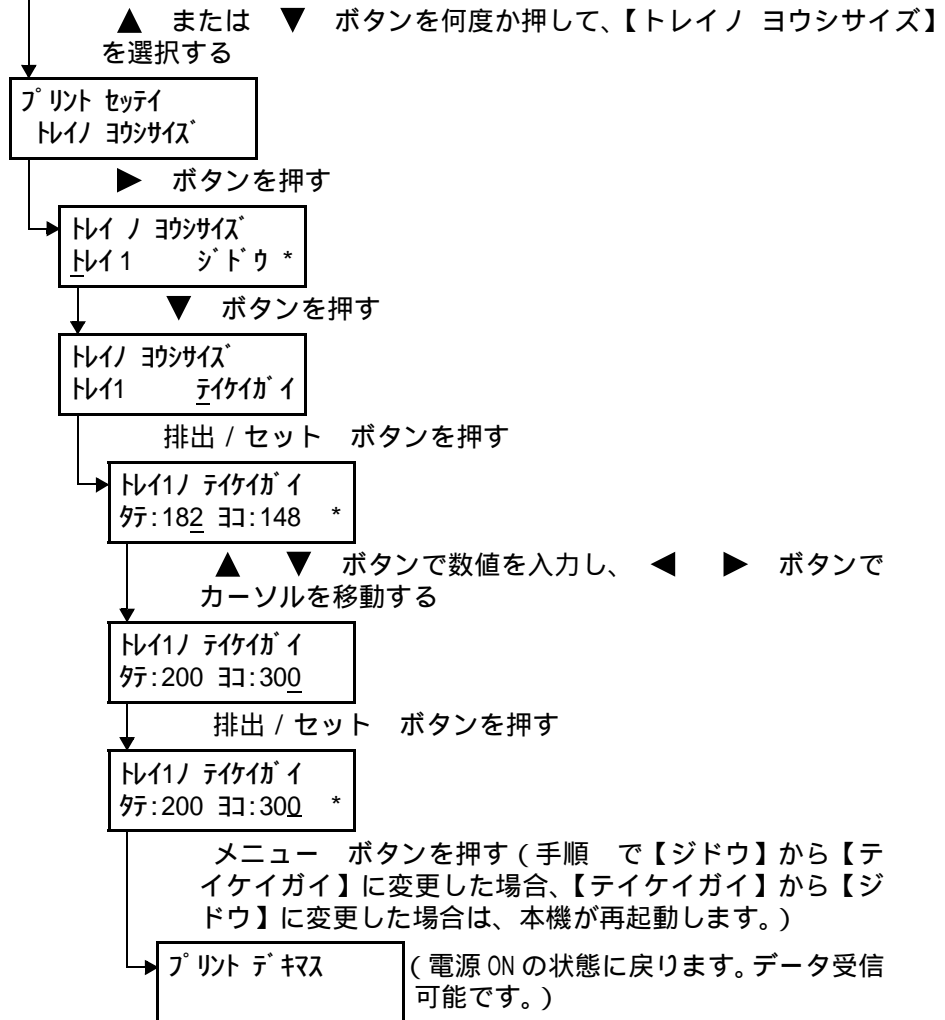 ▲ または ▼ ボタンを何度か押して、【トレイノ ヨウシサイズ】
を選択する
プリント セッテイ
トレイノ ヨウシサイズ
▶ ボタンを押す
トレイ ノ ヨウシサイズ
トレイ1 ジドウ *
▼ ボタンを押す
トレイノ ヨウシサイズ
トレイ1 テイケイガイ
排出/セット ボタンを押す
トレイ1ノ テイケイガイ
タテ:182 ヨコ:148 *
▲ ▼ ボタンで数値を入力し、 ◀ ▶ ボタンで
カーソルを移動する
トレイ1ノ テイケイガイ
タテ:200 ヨコ:300
排出/セット ボタンを押す
トレイ1ノ テイケイガイ
タテ:200 ヨコ:300 *
メニュー ボタンを押す(手順 で【ジドウ】から【テ
イケイガイ】に変更した場合、【テイケイガイ】から【ジ
ドウ】に変更した場合は、本機が再起動します。)
プリント デキマス
(電源ONの状態に戻ります。データ受信
可能です。)